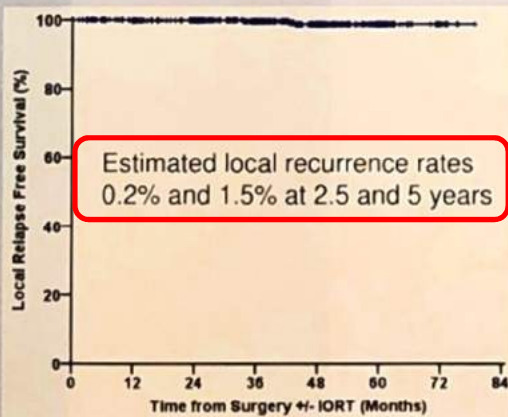 Local Relapse Free Survival (%)
100
80
60
40
20
0
Estimated local recurrence rates
0.2% and 1.5% at 2.5 and 5 years
0 12 24 36 48 60 72 84
Time from Surgery +/- IORT (Months)